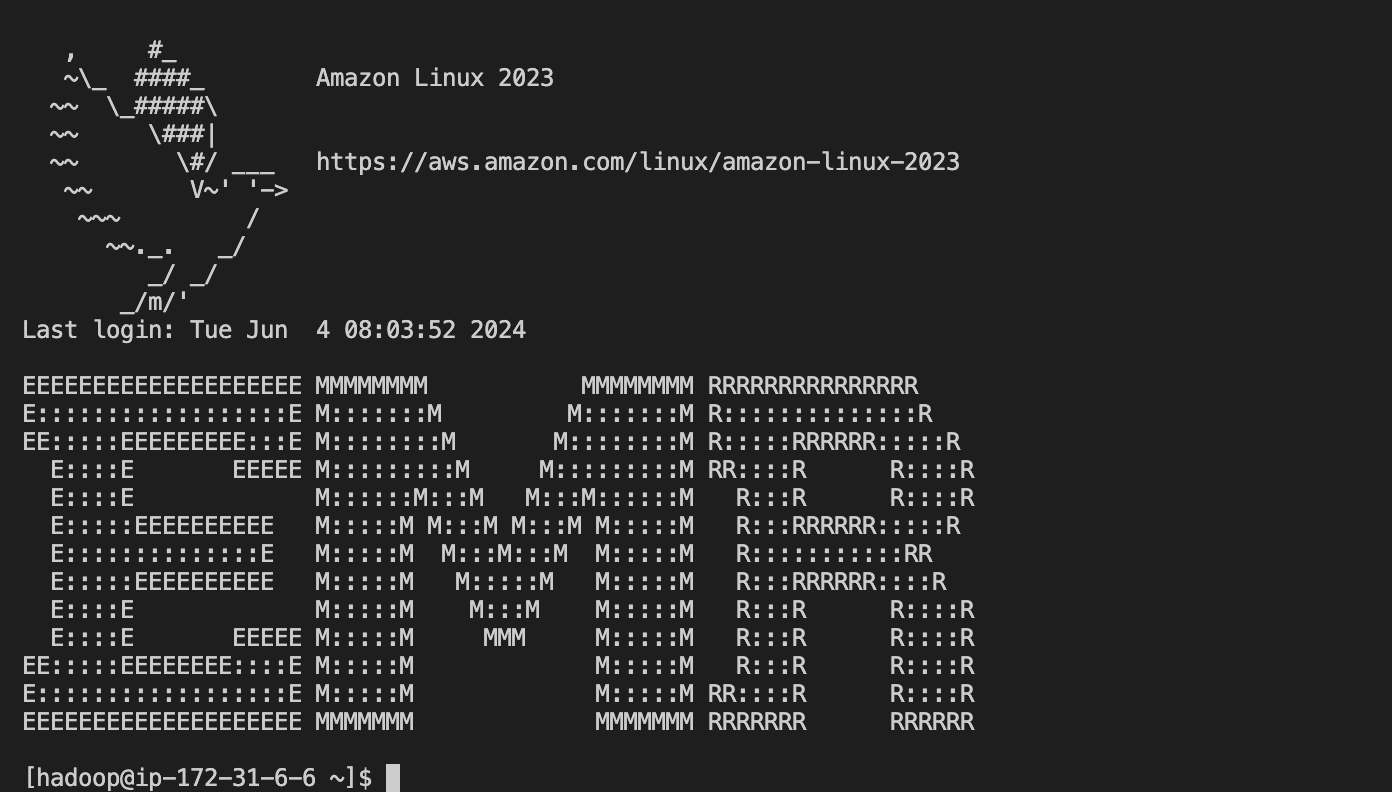 ,     #_
   ~\_  ####_        Amazon Linux 2023
  ~~  \_#####\
  ~~     \###|
  ~~       \#/ ___   https://aws.amazon.com/linux/amazon-linux-2023
   ~~       V~' '->
    ~~~         /
      ~~._.   _/
         _/ _/
       _/m/'
Last login: Tue Jun  4 08:03:52 2024

EEEEEEEEEEEEEEEEEEEE MMMMMMMM           MMMMMMMM RRRRRRRRRRRRRRR
E::::::::::::::::::E M:::::::M         M:::::::M R::::::::::::::R
EE:::::EEEEEEEEE:::E M::::::::M       M::::::::M R:::::RRRRRR:::::R
  E::::E       EEEEE M:::::::::M     M:::::::::M RR::::R      R::::R
  E::::E             M::::::M:::M   M:::M::::::M   R:::R      R::::R
  E:::::EEEEEEEEEE   M:::::M M:::M M:::M M:::::M   R:::RRRRRR:::::R
  E::::::::::::::E   M:::::M  M:::M:::M  M:::::M   R:::::::::::RR
  E:::::EEEEEEEEEE   M:::::M   M:::::M   M:::::M   R:::RRRRRR::::R
  E::::E             M:::::M    M:::M    M:::::M   R:::R      R::::R
  E::::E       EEEEE M:::::M     MMM     M:::::M   R:::R      R::::R
EE:::::EEEEEEEE::::E M:::::M             M:::::M   R:::R      R::::R
E::::::::::::::::::E M:::::M             M:::::M RR::::R      R::::R
EEEEEEEEEEEEEEEEEEEE MMMMMMM             MMMMMMM RRRRRRR      RRRRRR

[hadoop@ip-172-31-6-6 ~]$